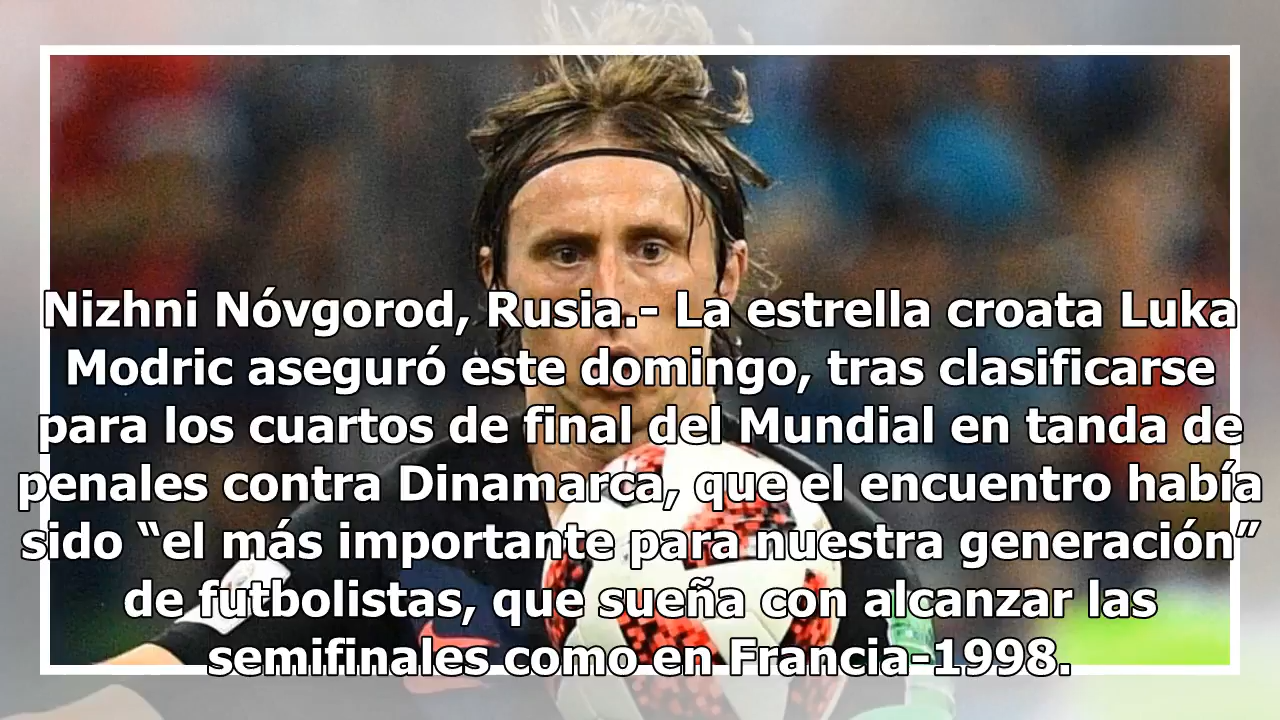 Nizhni Nóvgorod, Rusia.- La estrella croata Luka
Modric aseguró este domingo, tras clasificarse
para los cuartos de final del Mundial en tanda de
penales contra Dinamarca, que el encuentro había
sido “el más importante para nuestra generación”
de futbolistas, que sueña con alcanzar las
semifinales como en Francia-1998.